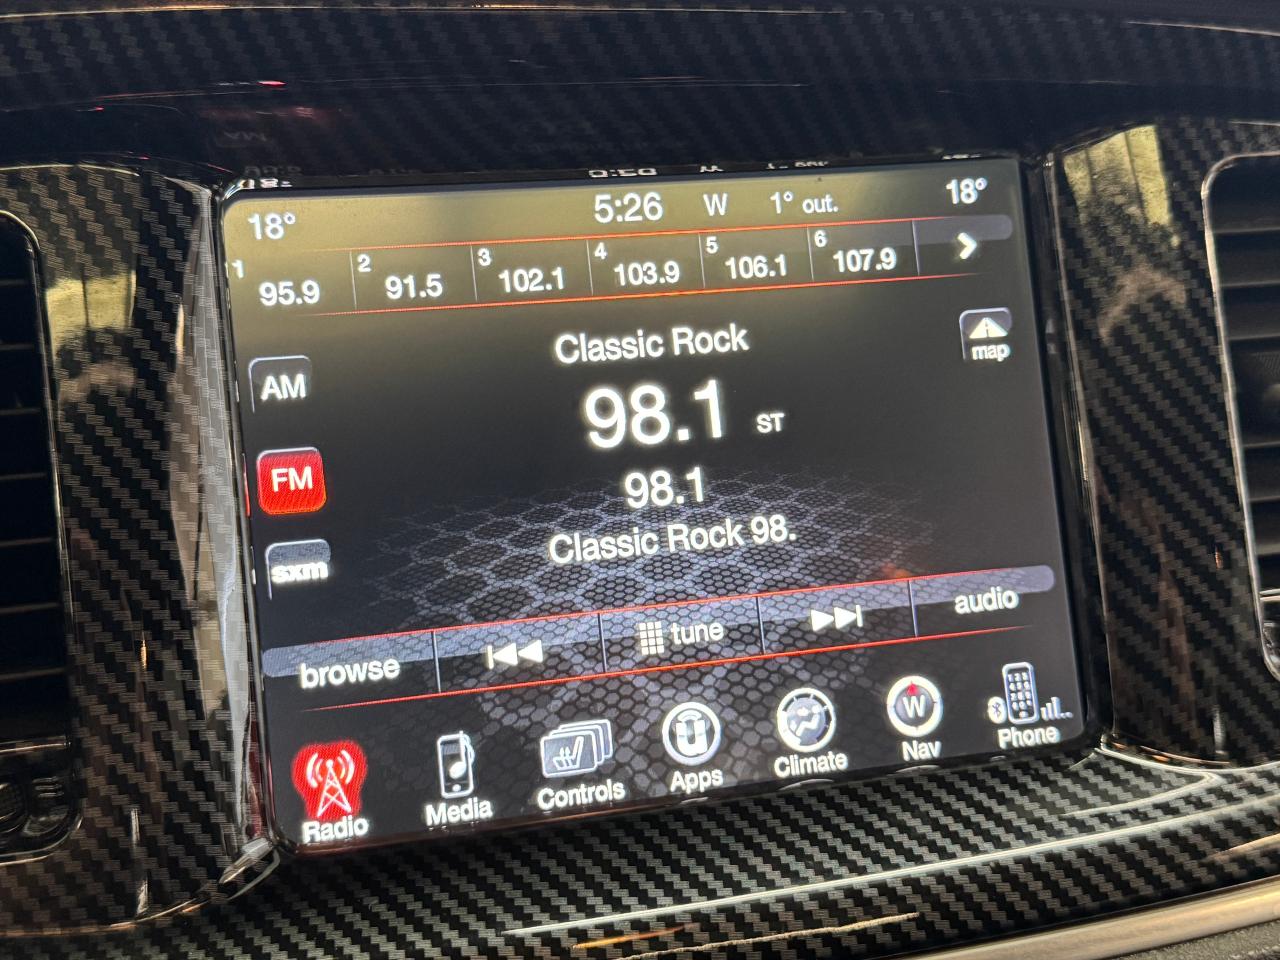 18° 5:26 W 1° out. 18°
1 95.9 2 91.5 3 102.1 4 103.9 5 106.1 6 107.9
Classic Rock
map
AM
98.1 ST
FM
98.1
Classic Rock 98.
sxm
browse tune audio
Radio Media Controls Apps Climate W Nav Phone